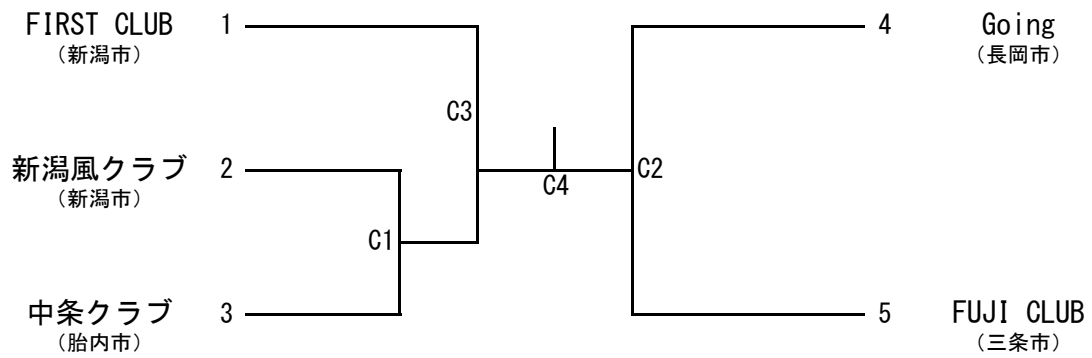 FIRST CLUB 1
(新潟市)
4 Going
(長岡市)
C3
新潟風クラブ 2
(新潟市)
C4
C2
C1
中条クラブ 3
(胎内市)
5 FUJI CLUB
(三条市)